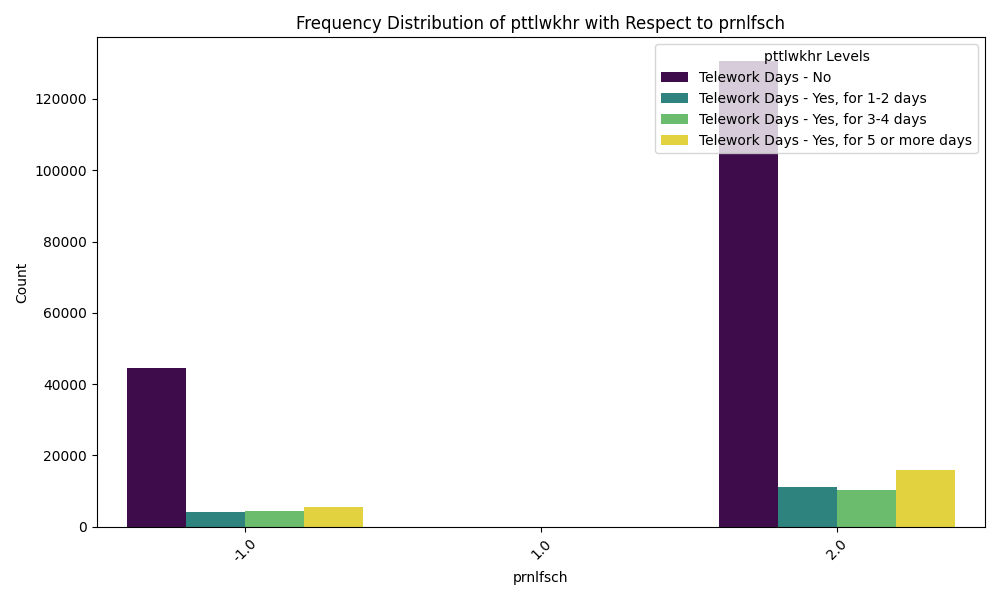 Frequency Distribution of pttlwkhr with Respect to prnlfsch
pttlwkhr Levels
Telework Days - No
Telework Days - Yes, for 1-2 days
Telework Days - Yes, for 3-4 days
Telework Days - Yes, for 5 or more days
Count
120000
100000
80000
60000
40000
20000
0
-1.0
1.0
2.0
prnlfsch